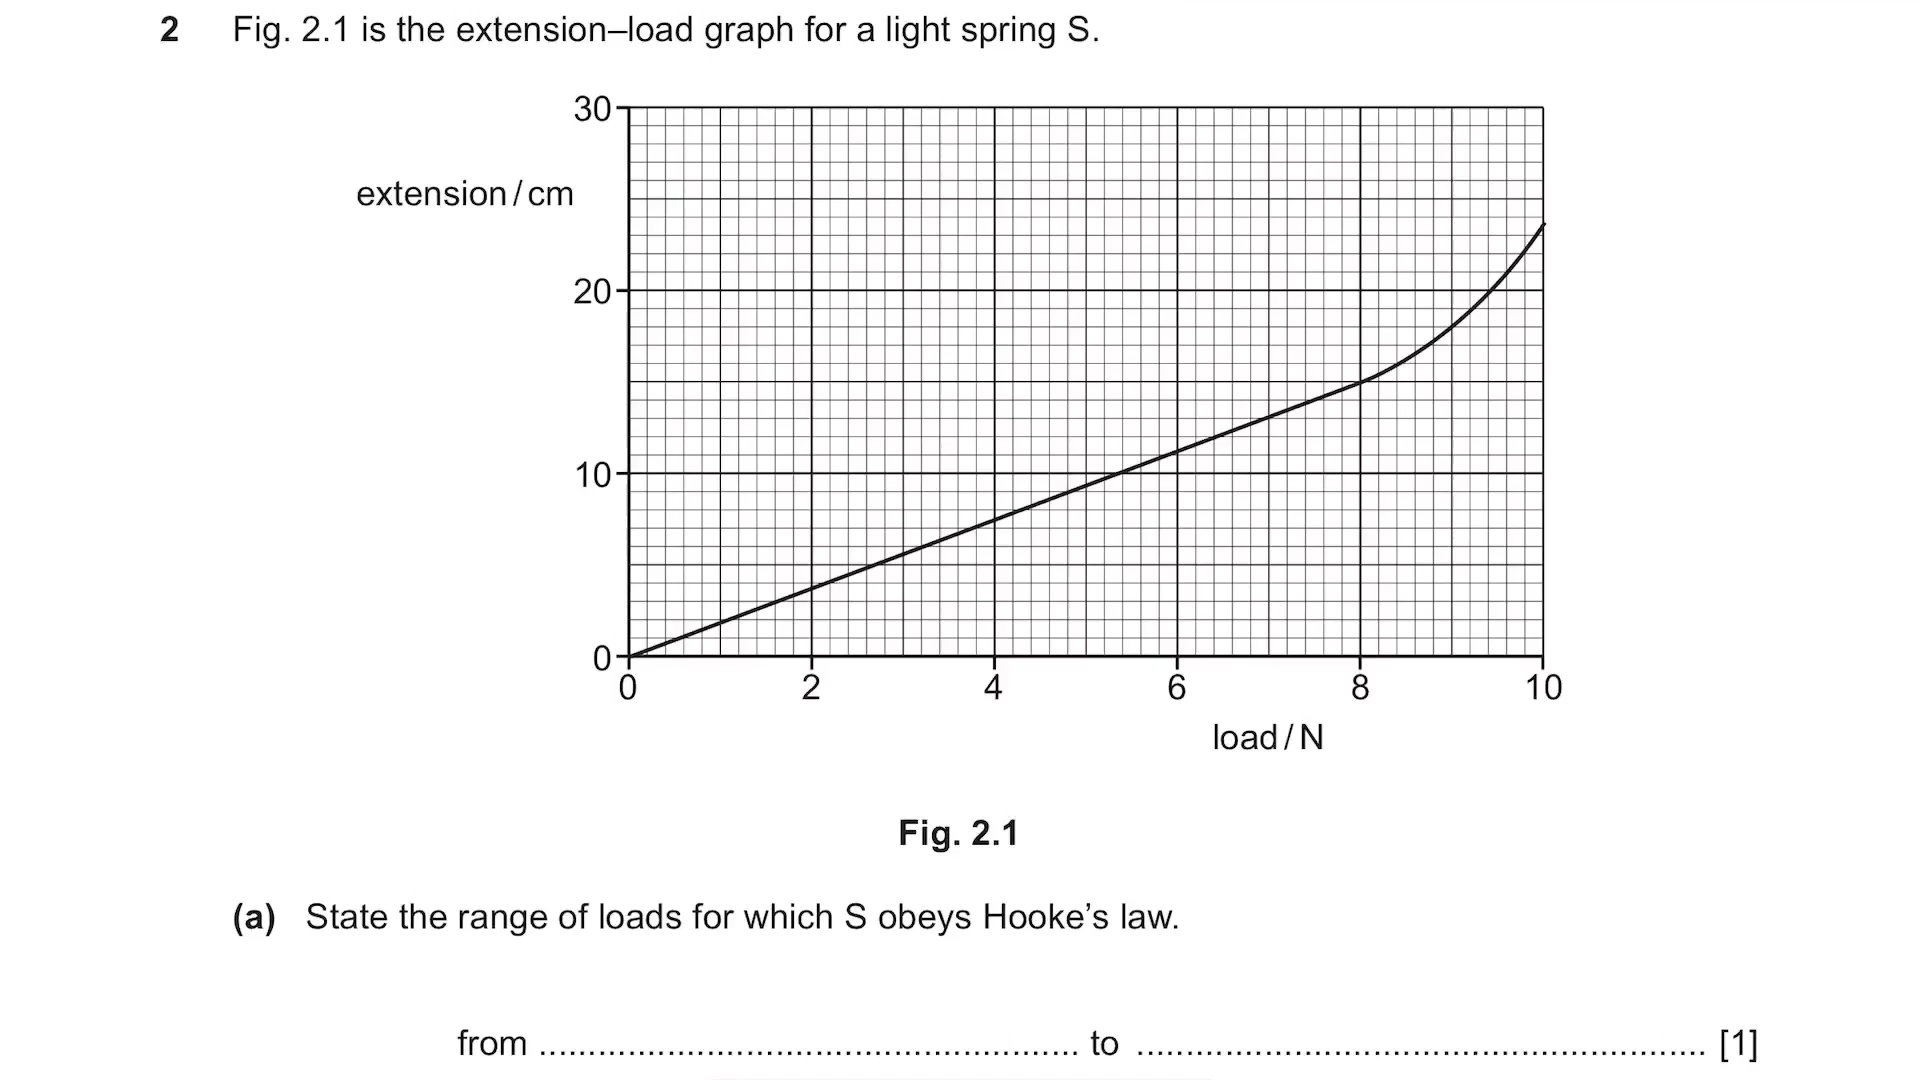 2 Fig. 2.1 is the extension–load graph for a light spring S.
30
extension / cm
20
10
0
0 2 4 6 8 10
load / N
Fig. 2.1
(a) State the range of loads for which S obeys Hooke’s law.
from ...................................................... to ......................................................... [1]